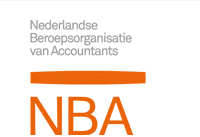 Nederlandse
Beroepsorganisatie
van Accountants
NBA